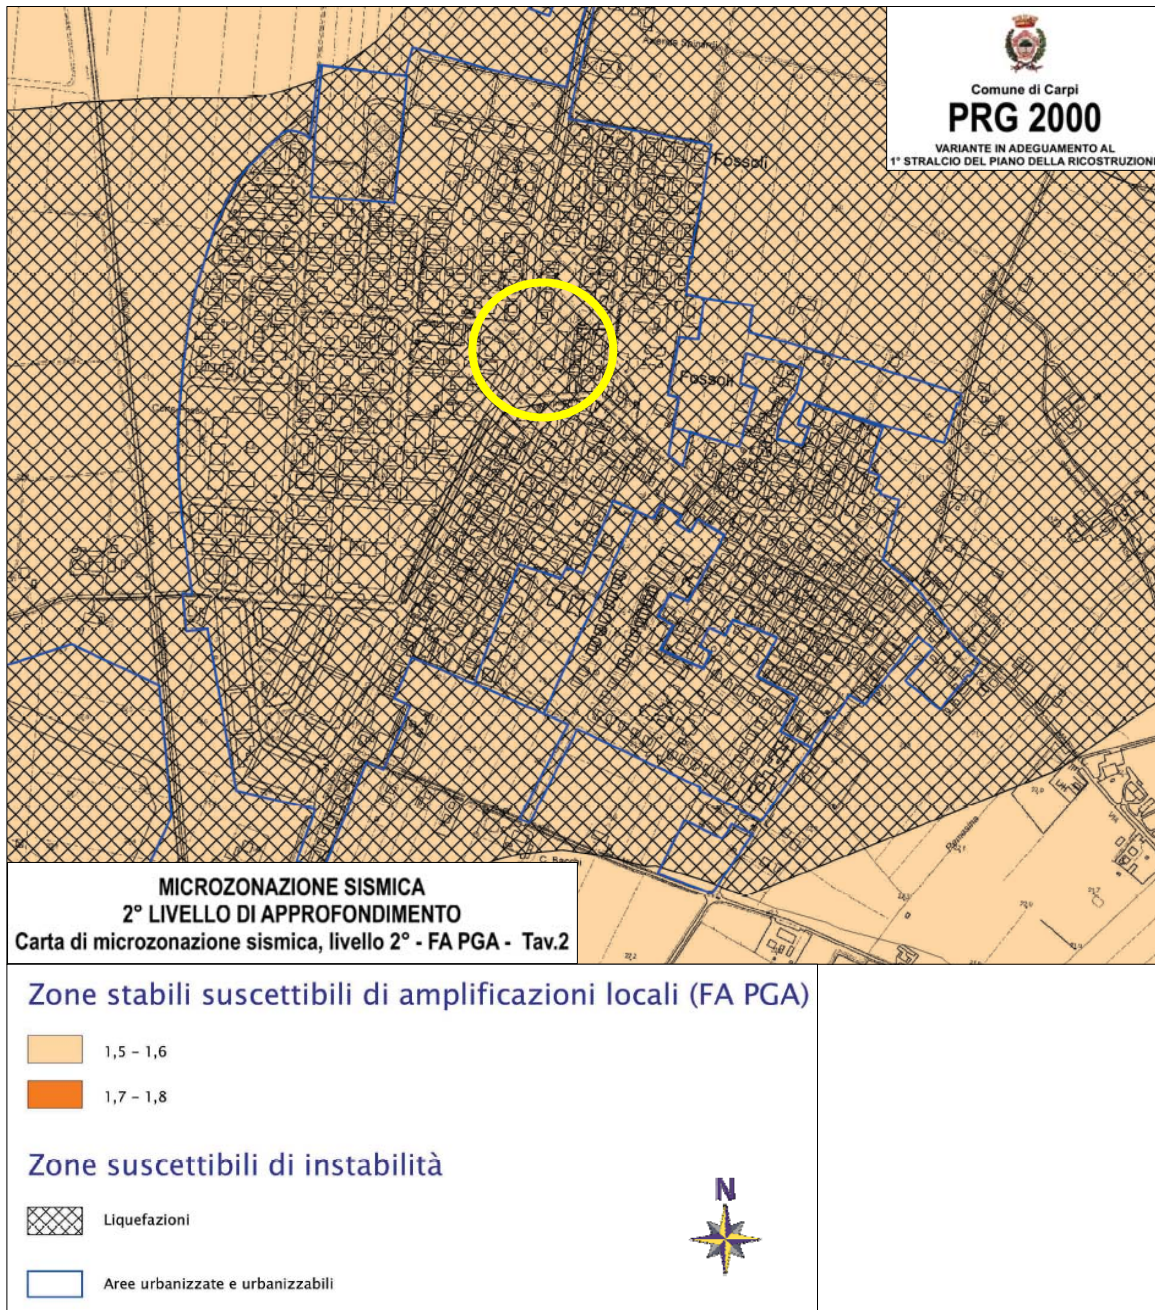 Comune di Carpi
PRG 2000
VARIANTE IN ADEGUAMENTO AL
1° STRALCIO DEL PIANO DELLA RICOSTRUZIONE
Fossoli
Fossoli
MICROZONAZIONE SISMICA
2° LIVELLO DI APPROFONDIMENTO
Carta di microzonazione sismica, livello 2° - FA PGA - Tav.2
Zone stabili suscettibili di amplificazioni locali (FA PGA)
1,5 – 1,6
1,7 – 1,8
Zone suscettibili di instabilità
Liquefazioni
N
Aree urbanizzate e urbanizzabili